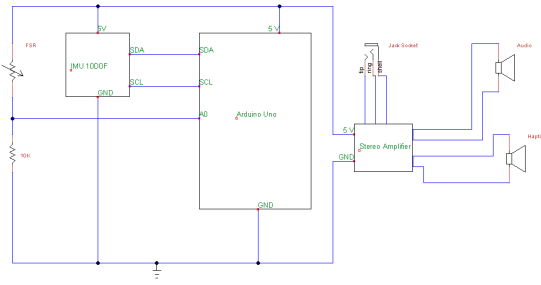 FSR
5V
SDA
SCL
IMU 10DOF
GND
10K
5 V
SDA
SCL
A0
Arduino Uno
GND
Jack Socket
tip
ring
shell
5 V
GND
Stereo Amplifier
Audio
Hapti